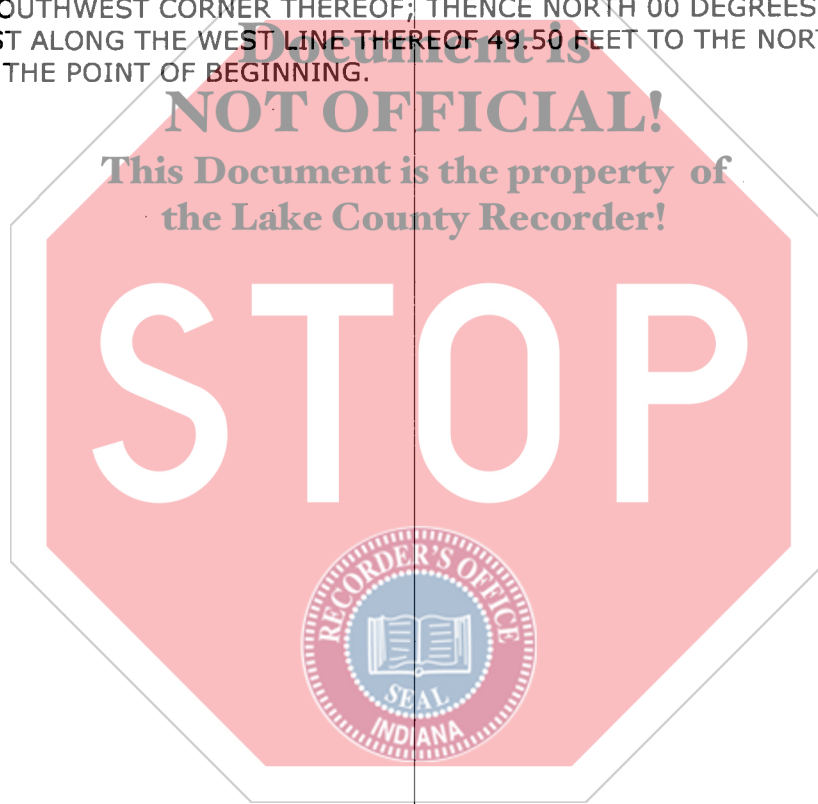 OUTHWEST CORNER THEREOF; THENCE NORTH 00 DEGREES
ST ALONG THE WEST LINE THEREOF 49.50 FEET TO THE NORT
THE POINT OF BEGINNING.
Document is
NOT OFFICIAL!
This Document is the property of
the Lake County Recorder!
STOP
RECORDER'S OFFICE
SEAL
INDIANA